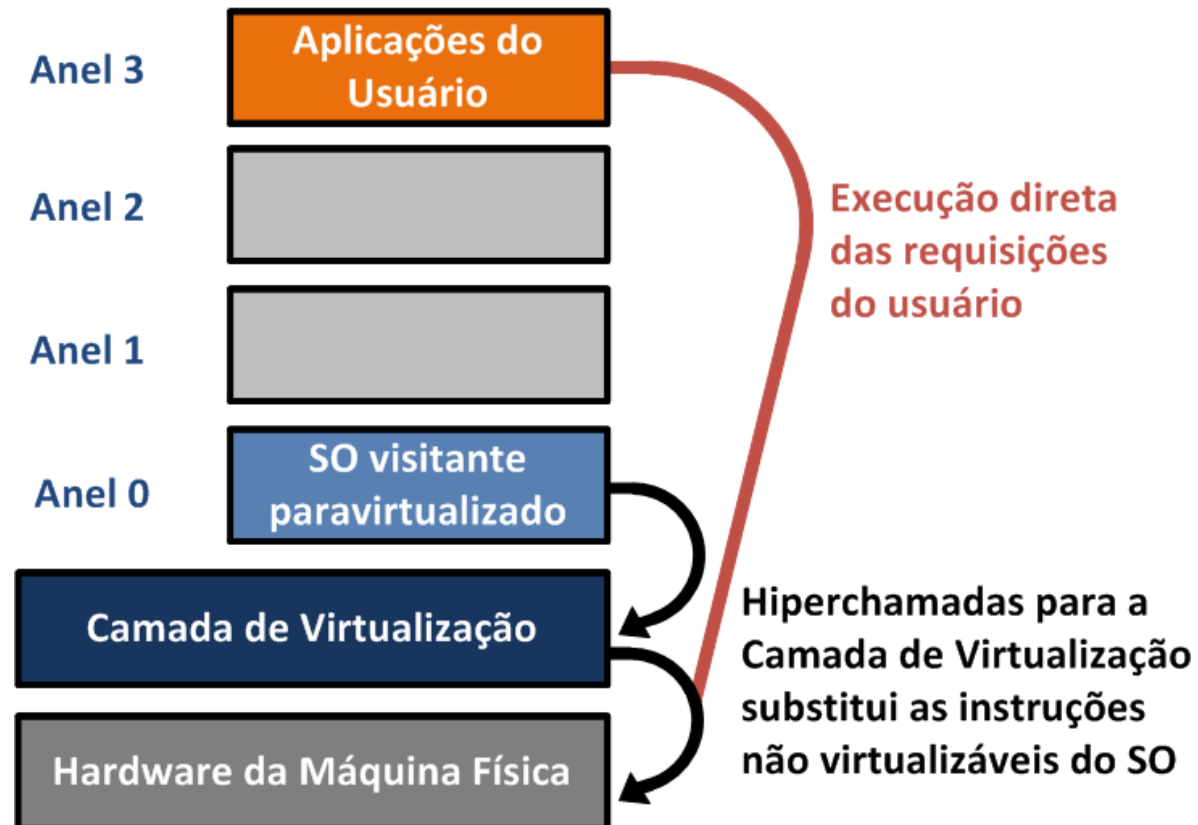 Anel 3
Aplicações do
Usuário
Anel 2
Execução direta
das requisições
do usuário
Anel 1
Anel 0
SO visitante
paravirtualizado
Camada de Virtualização
Hiperchamadas para a
Camada de Virtualização
substitui as instruções
não virtualizáveis do SO
Hardware da Máquina Física